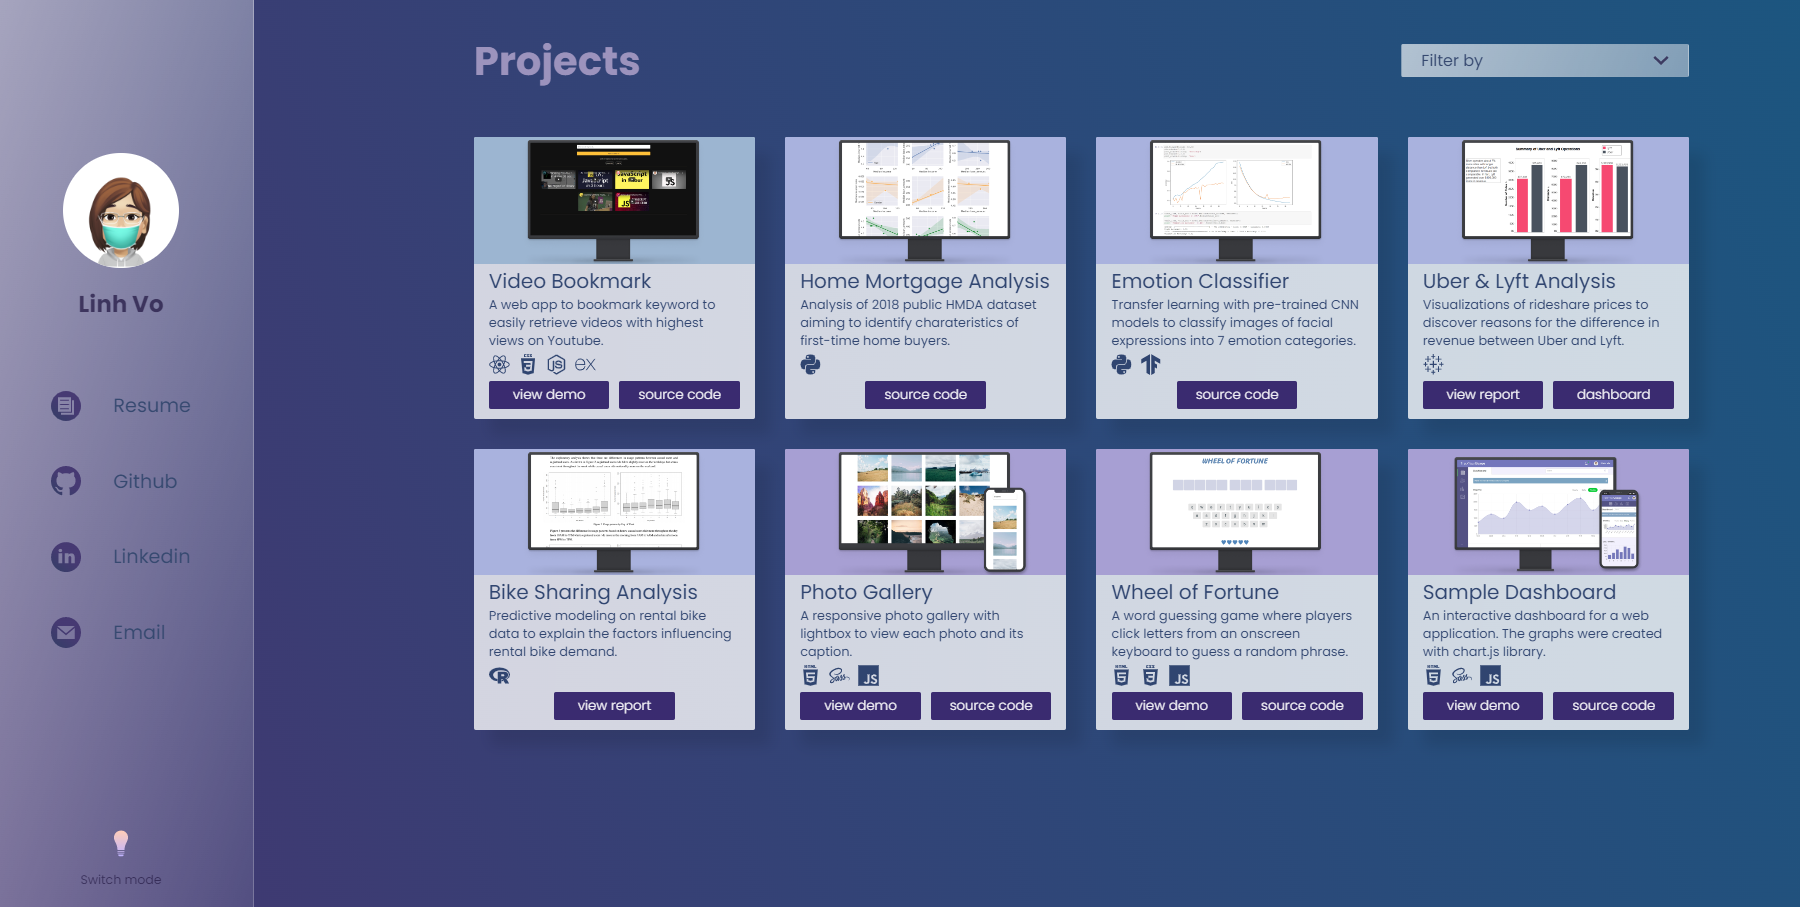 Projects
Filter by
Linh Vo
Resume
Github
Linkedin
Email
Switch mode
Video Bookmark
A web app to bookmark keyword to
easily retrieve videos with highest
views on Youtube.
view demo
source code
Home Mortgage Analysis
Analysis of 2018 public HMDA dataset
aiming to identify charateristics of
first-time home buyers.
source code
Emotion Classifier
Transfer learning with pre-trained CNN
models to classify images of facial
expressions into 7 emotion categories.
source code
Summary of Uber and Lyft Operations
Uber & Lyft Analysis
Visualizations of rideshare prices to
discover reasons for the difference in
revenue between Uber and Lyft.
view report
dashboard
Bike Sharing Analysis
Predictive modeling on rental bike
data to explain the factors influencing
rental bike demand.
view report
Photo Gallery
A responsive photo gallery with
lightbox to view each photo and its
caption.
view demo
source code
WHEEL OF FORTUNE
Wheel of Fortune
A word guessing game where players
click letters from an onscreen
keyboard to guess a random phrase.
view demo
source code
Sample Dashboard
An interactive dashboard for a web
application. The graphs were created
with chart.js library.
view demo
source code